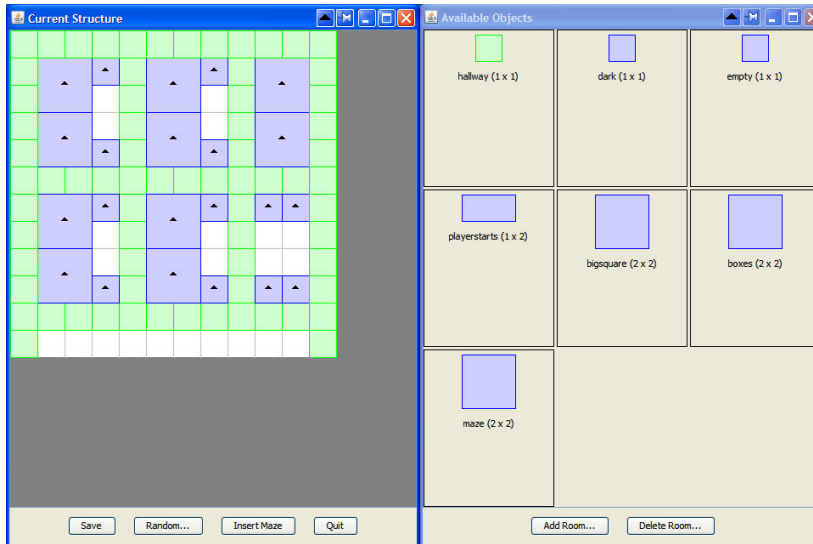 Current Structure
Available Objects
hallway (1 x 1)
dark (1 x 1)
empty (1 x 1)
playerstarts (1 x 2)
bigsquare (2 x 2)
boxes (2 x 2)
maze (2 x 2)
Save
Random...
Insert Maze
Quit
Add Room...
Delete Room...